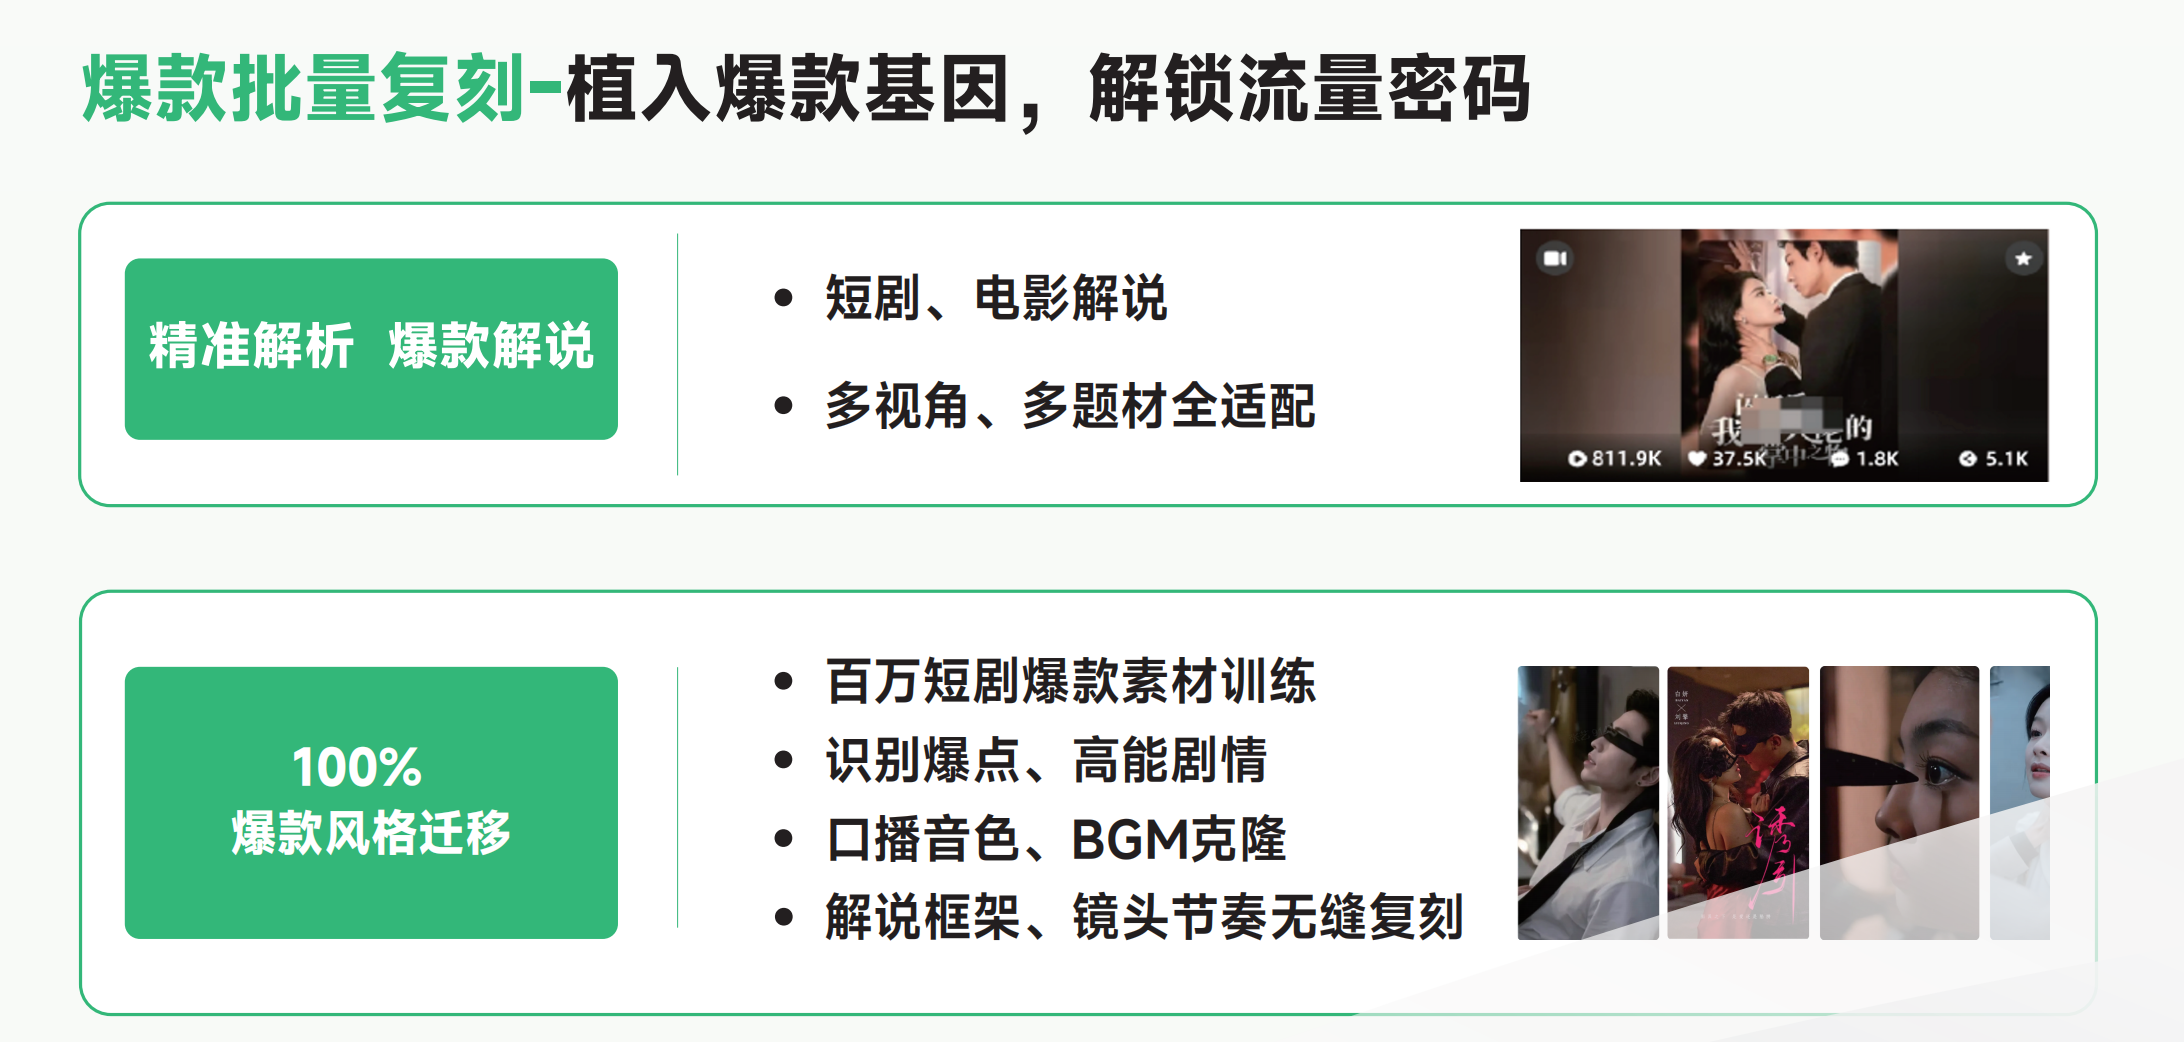 爆款批量复刻-植入爆款基因，解锁流量密码
精准解析 爆款解说
短剧、电影解说
多视角、多题材全适配
我 的
811.9K 37.5K 1.8K 5.1K
100%
爆款风格迁移
百万短剧爆款素材训练
识别爆点、高能剧情
口播音色、BGM克隆
解说框架、镜头节奏无缝复刻
诱引